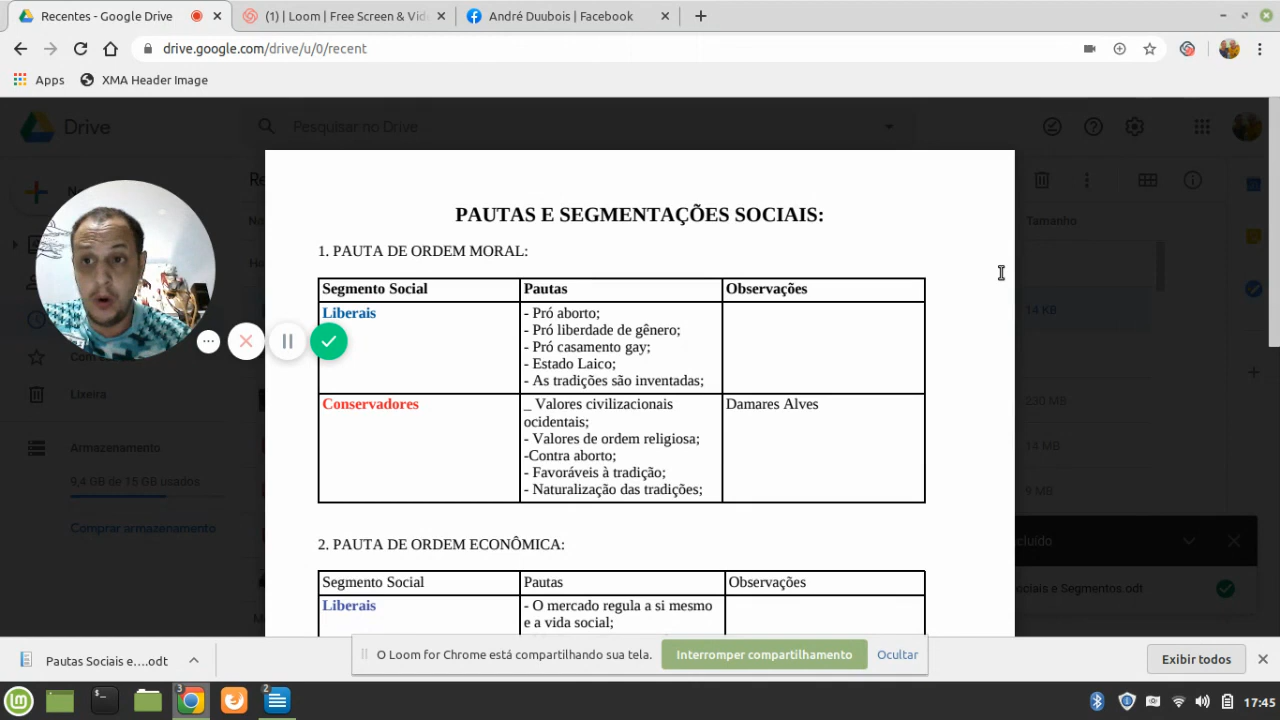 Recentes - Google Drive
(1) | Loom | Free Screen & Vid
André Duubois | Facebook
drive.google.com/drive/u/0/recent
Apps
XMA Header Image
Drive
Pesquisar no Drive
Tamanho
PAUTAS E SEGMENTAÇÕES SOCIAIS:
1. PAUTA DE ORDEM MORAL:
Segmento Social Pautas Observações
Liberais
- Pró aborto;
- Pró liberdade de gênero;
- Pró casamento gay;
- Estado Laico;
- As tradições são inventadas;
Conservadores
_ Valores civilizacionais
ocidentais;
- Valores de ordem religiosa;
-Contra aborto;
- Favoráveis à tradição;
- Naturalização das tradições;
Damares Alves
2. PAUTA DE ORDEM ECONÔMICA:
Segmento Social Pautas Observações
Liberais
- O mercado regula a si mesmo
e a vida social;
14 KB
230 MB
14 MB
9 MB
Lixeira
Armazenamento
9,4 GB de 15 GB usados
Comprar armazenamento
cluído
ociais e Segmentos.odt
Pautas Sociais e....odt
O Loom for Chrome está compartilhando sua tela.
Interromper compartilhamento
Ocultar
Exibir todos
3
2
17:45